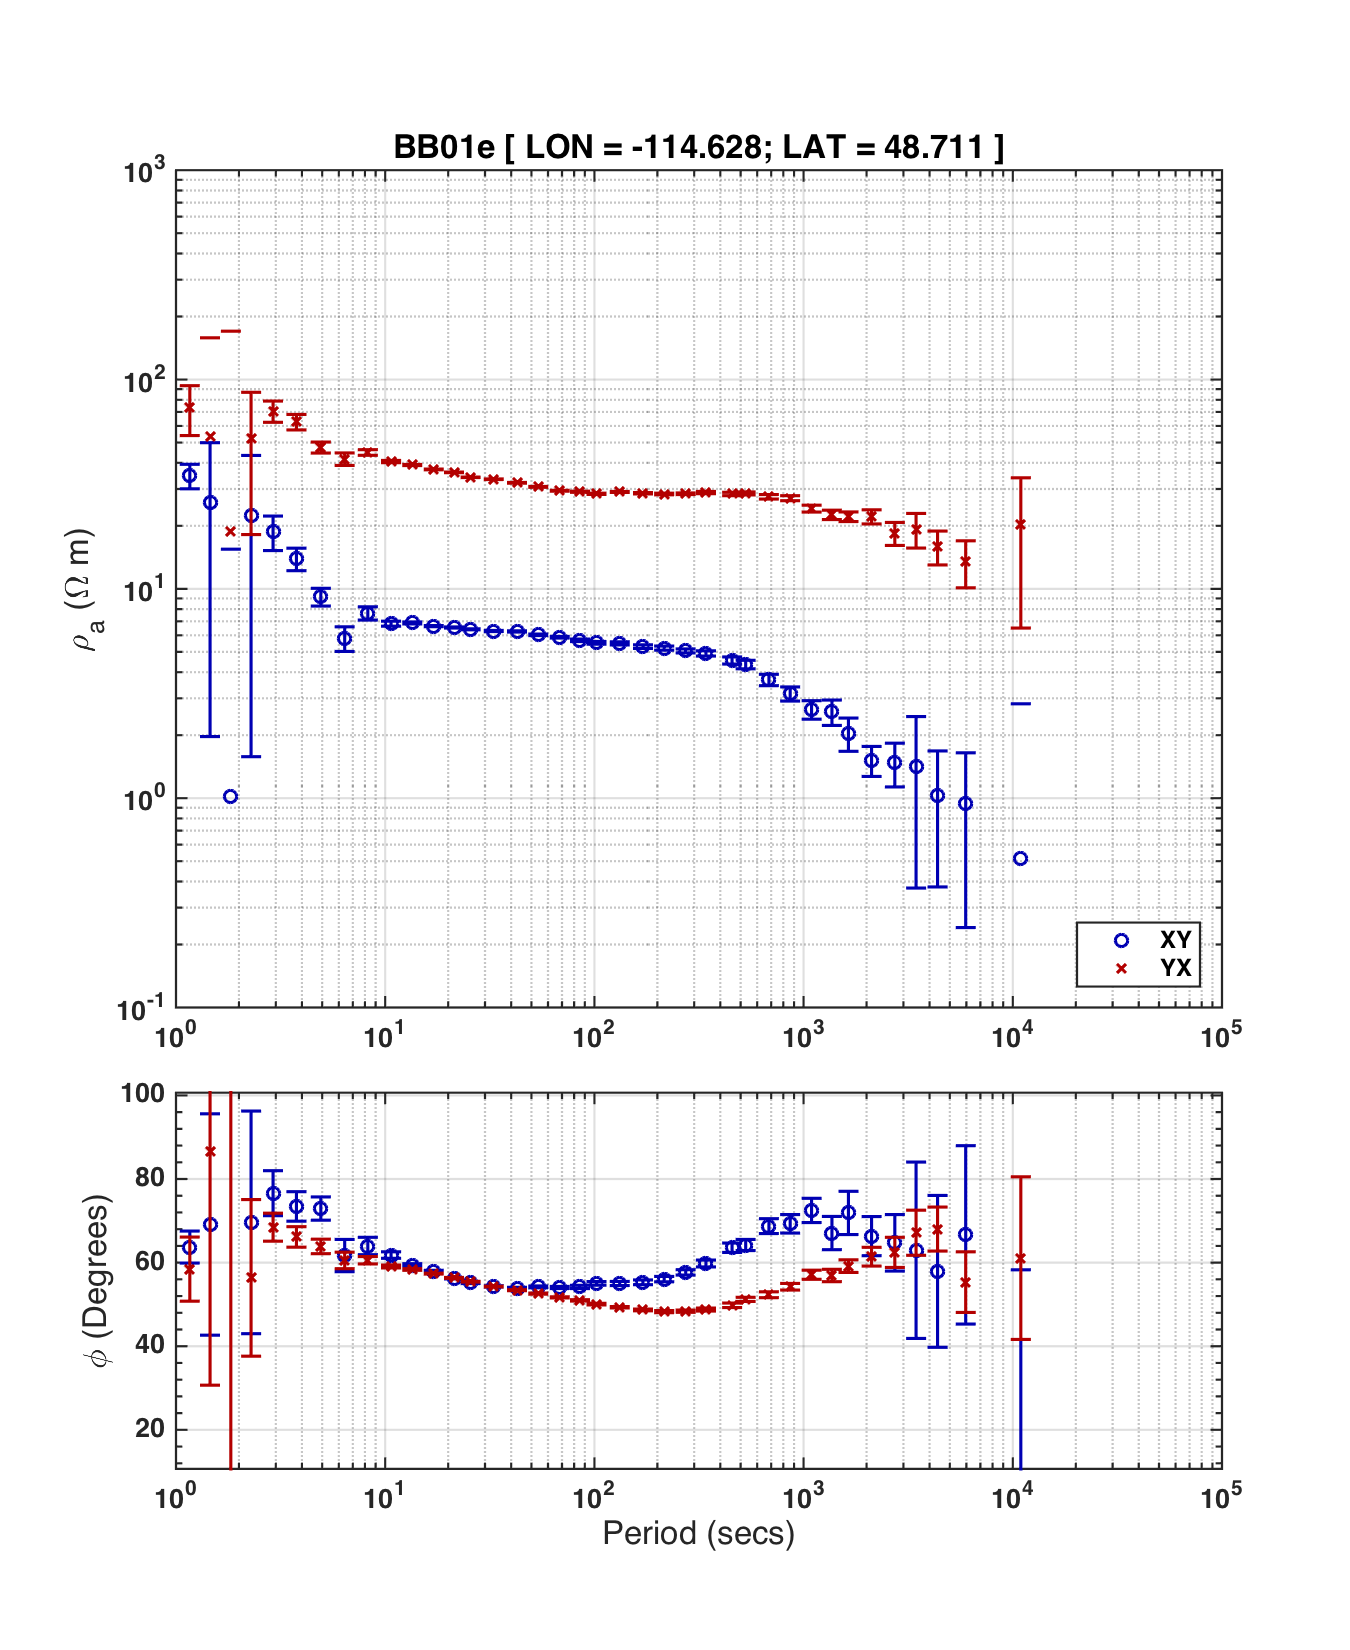 BB01e [ LON = -114.628; LAT = 48.711 ]
10^3
10^2
10^1
10^0
10^-1
ρa (Ω m)
XY
YX
10^0 10^1 10^2 10^3 10^4 10^5
100
80
60
40
20
ϕ (Degrees)
10^0 10^1 10^2 10^3 10^4 10^5
Period (secs)